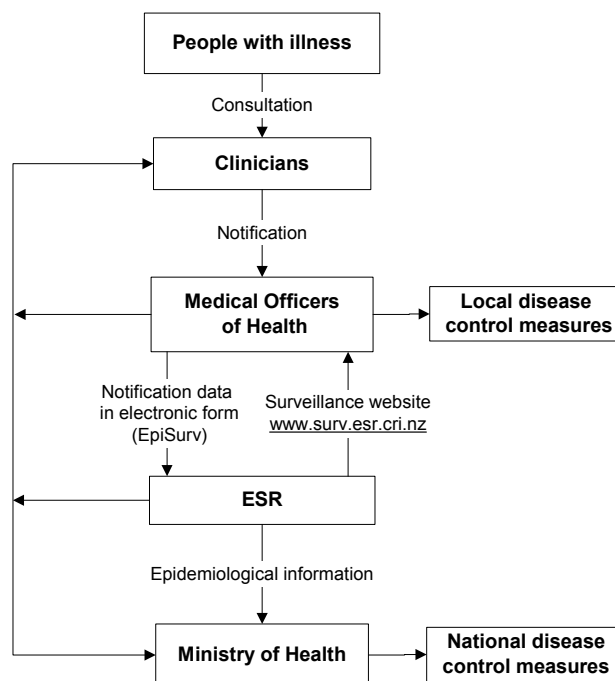 People with illness
Consultation
Clinicians
Notification
Medical Officers
of Health
Local disease
control measures
Notification data
in electronic form
(EpiSurv)
Surveillance website
www.surv.esr.cri.nz
ESR
Epidemiological information
Ministry of Health
National disease
control measures